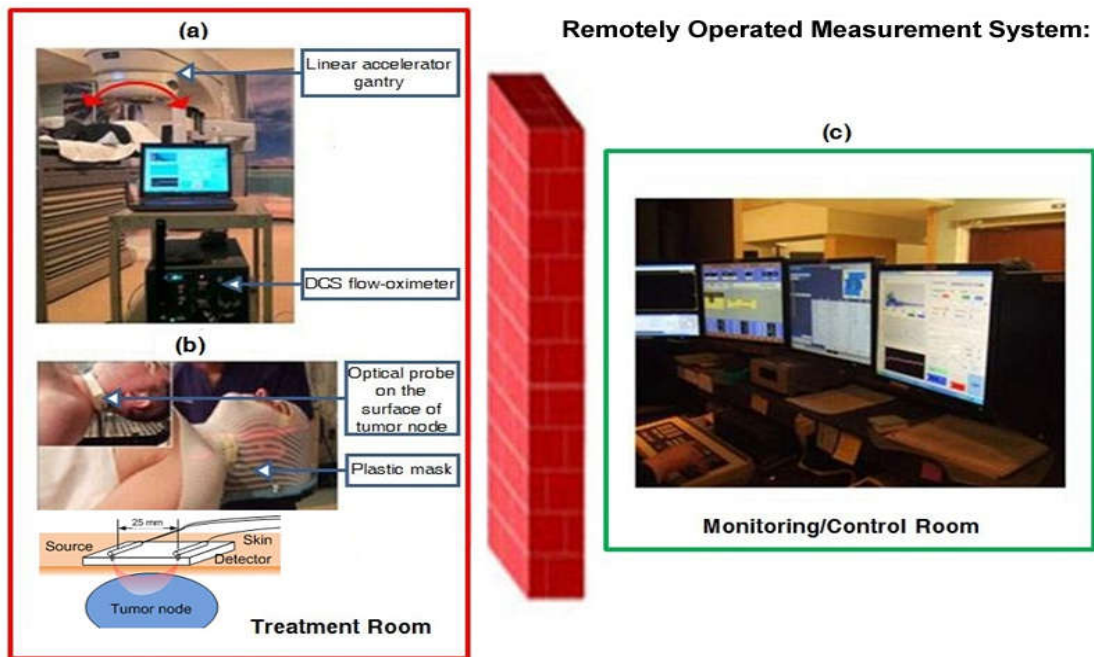 Remotely Operated Measurement System:
(a)
Linear accelerator
gantry
DCS flow-oximeter
(b)
Optical probe
on the
surface of
tumor node
Plastic mask
25 mm
Source
Skin
Detector
Tumor node
Treatment Room
(c)
Monitoring/Control Room